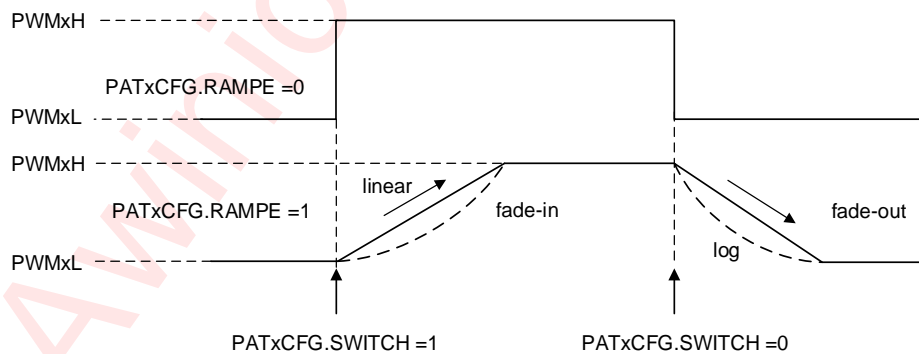 PWMxH
PATxCFG.RAMPE =0
PWMxL
PWMxH
linear
PATxCFG.RAMPE =1
fade-in
fade-out
log
PWMxL
PATxCFG.SWITCH =1
PATxCFG.SWITCH =0
Awinic